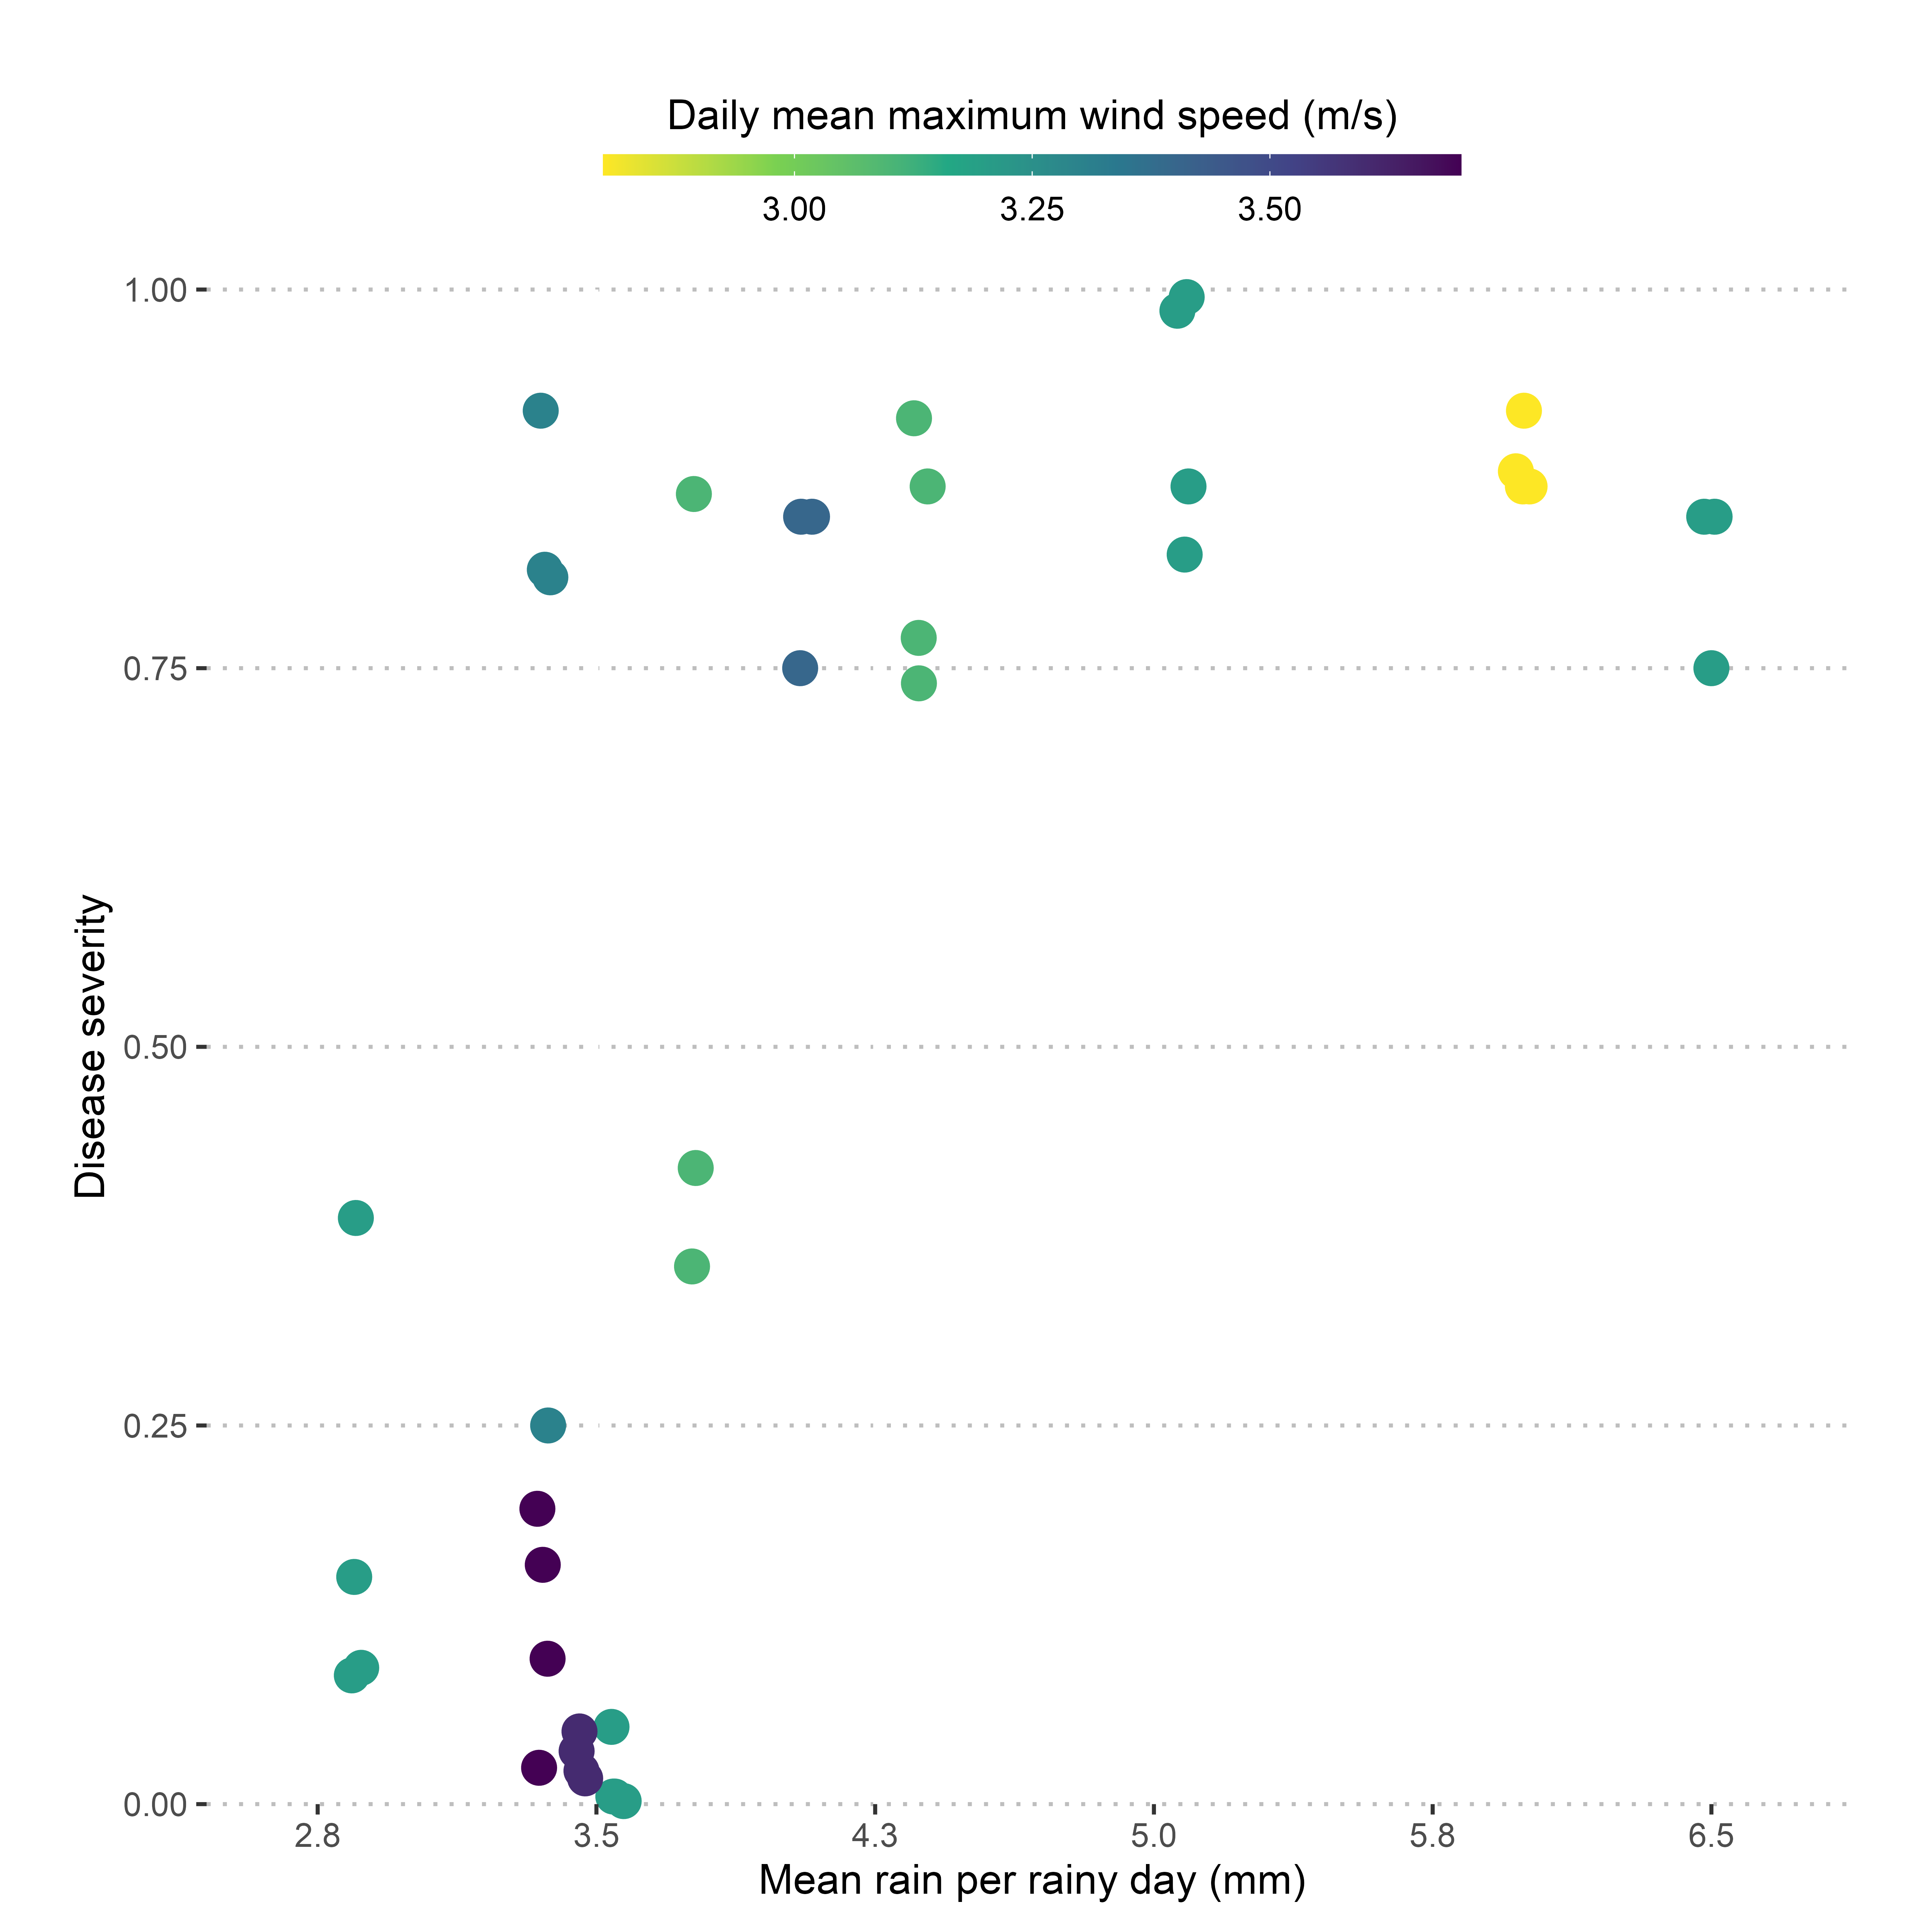 Daily mean maximum wind speed (m/s)
3.00 3.25 3.50
1.00
0.75
0.50
0.25
0.00
Disease severity
2.8 3.5 4.3 5.0 5.8 6.5
Mean rain per rainy day (mm)